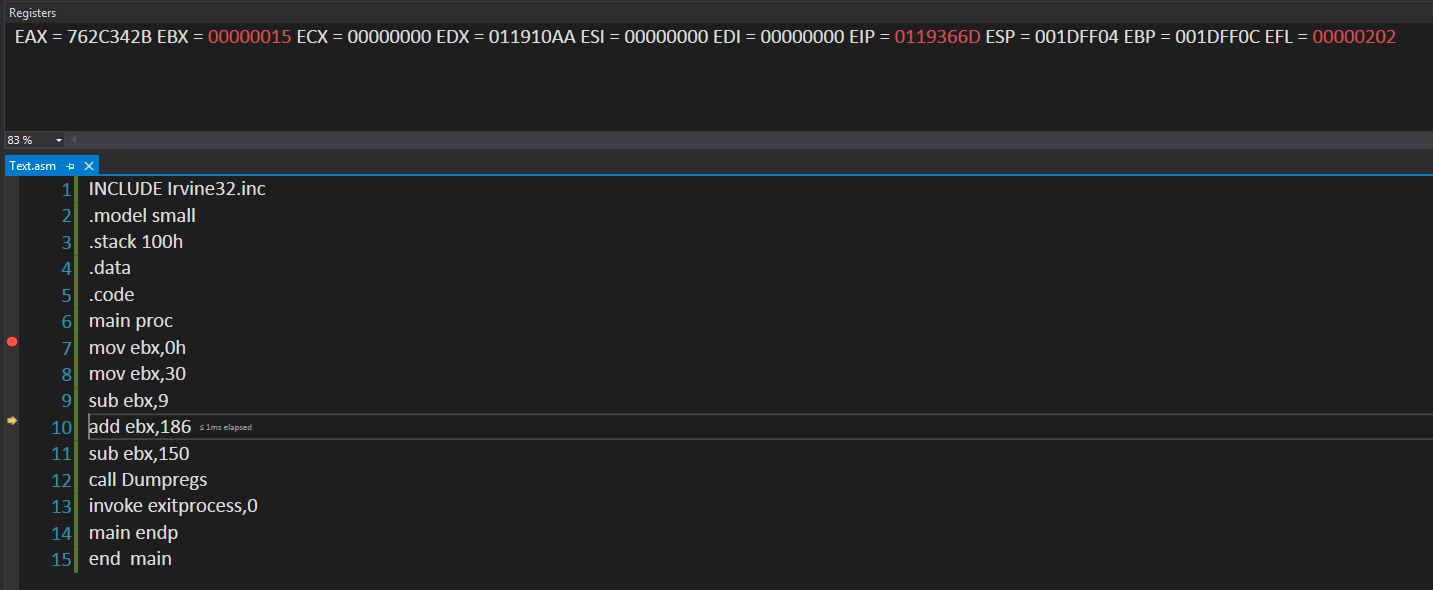 Registers
EAX = 762C342B EBX = 00000015 ECX = 00000000 EDX = 011910AA ESI = 00000000 EDI = 00000000 EIP = 0119366D ESP = 001DFF04 EBP = 001DFF0C EFL = 00000202
83 %
Text.asm
1 INCLUDE Irvine32.inc
2 .model small
3 .stack 100h
4 .data
5 .code
6 main proc
7 mov ebx,0h
8 mov ebx,30
9 sub ebx,9
10 add ebx,186 ≤ 1ms elapsed
11 sub ebx,150
12 call Dumpregs
13 invoke exitprocess,0
14 main endp
15 end  main